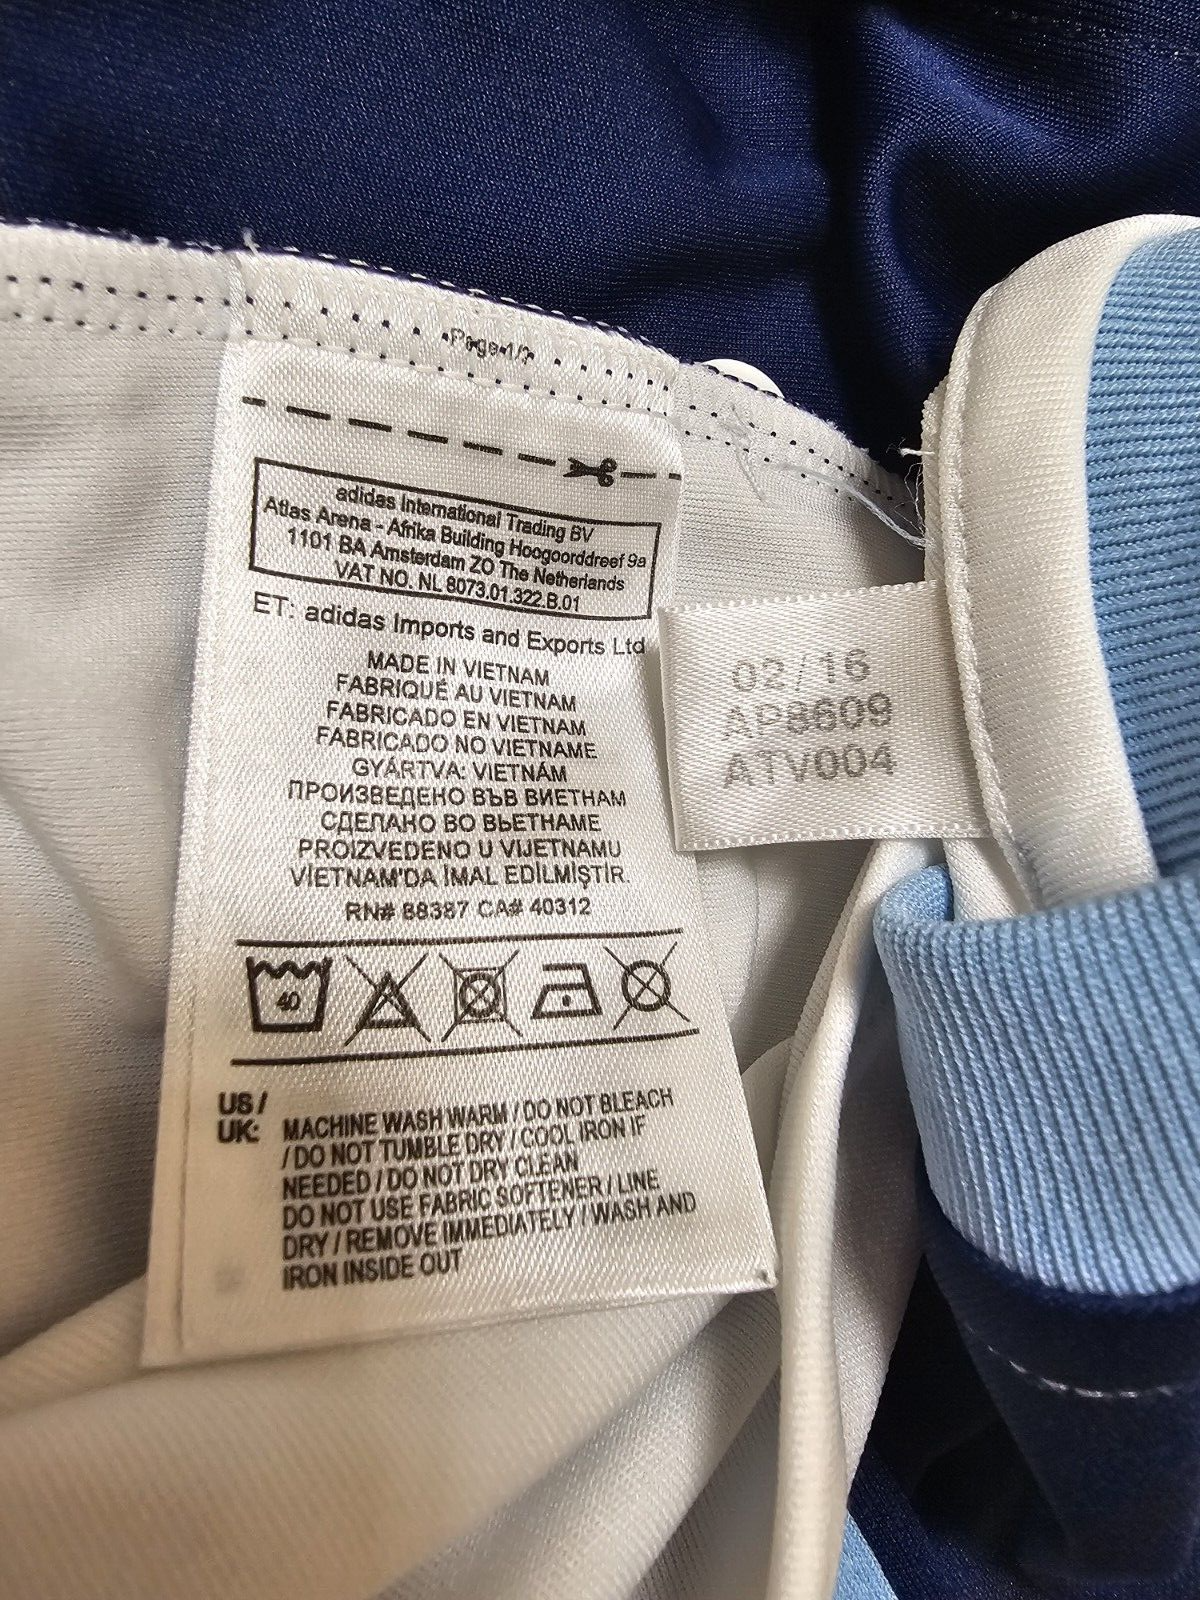 Page 1/2
adidas International Trading BV
Atlas Arena - Afrika Building Hoogoorddreef 9a
1101 BA Amsterdam ZO The Netherlands
VAT NO. NL 8073.01.322.B.01
ET: adidas Imports and Exports Ltd
MADE IN VIETNAM
FABRIQUÉ AU VIETNAM
FABRICADO EN VIETNAM
FABRICADO NO VIETNAME
GYÁRTVA: VIETNÁM
ПРОИЗВЕДЕНО ВЪВ ВИЕТНАМ
СДЕЛАНО ВО ВЬЕТНАМЕ
PROIZVEDENO U VIJETNAMU
VİETNAM'DA İMAL EDİLMİŞTİR.
RN# 88387 CA# 40312
40
US /
UK:
MACHINE WASH WARM / DO NOT BLEACH
/ DO NOT TUMBLE DRY / COOL IRON IF
NEEDED / DO NOT DRY CLEAN
DO NOT USE FABRIC SOFTENER / LINE
DRY / REMOVE IMMEDIATELY / WASH AND
IRON INSIDE OUT
02/16
AP8609
ATV004